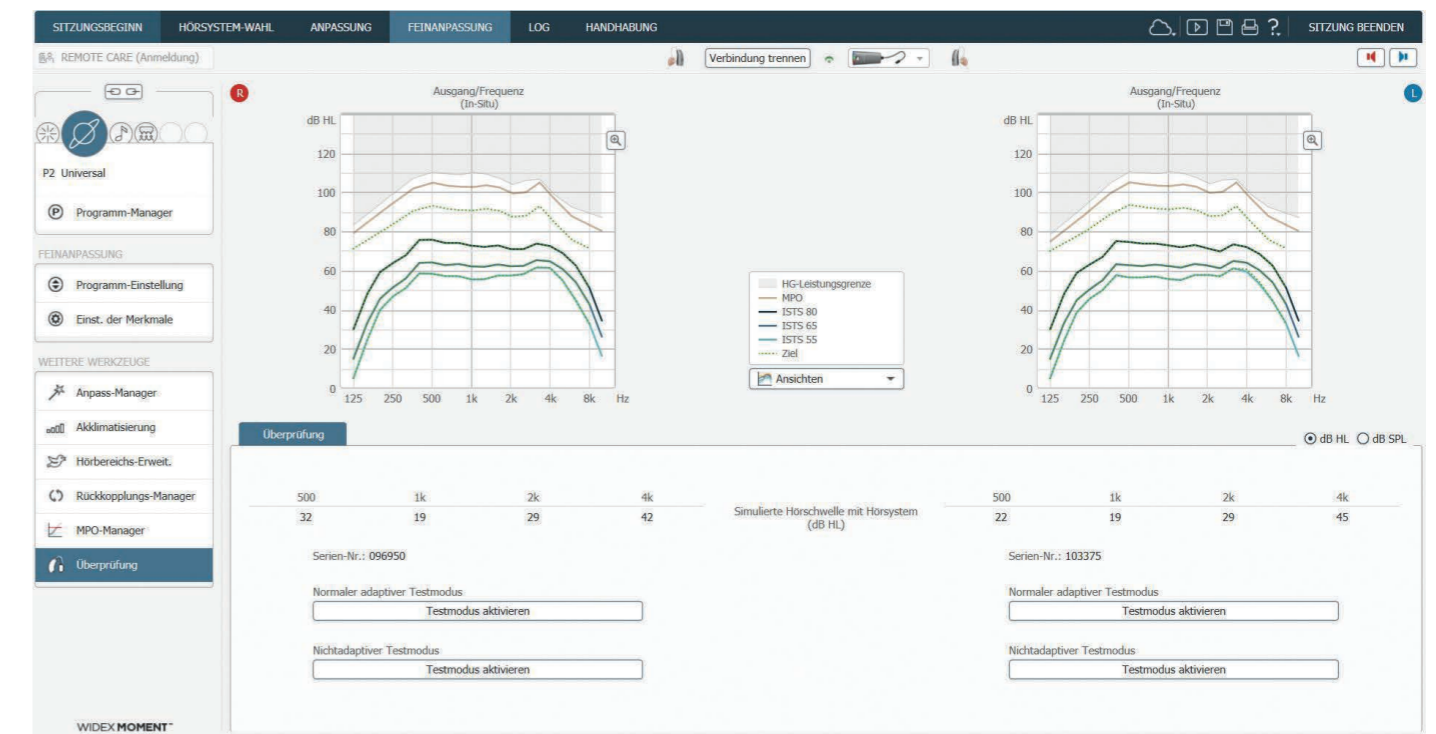 SITZUNGSBEGINN HÖRSYSTEM-WAHL ANPASSUNG FEINANPASSUNG LOG HANDHABUNG ? SITZUNG BEENDEN
REMOTE CARE (Anmeldung) Verbindung trennen
R Ausgang/Frequenz Ausgang/Frequenz L
(In-Situ) (In-Situ)
dB HL dB HL
120 120
P2 Universal
100 100
P Programm-Manager
80 80
FEINANPASSUNG
60 60
Programm-Einstellung
HG-Leistungsgrenze
MPO
40 40
Einst. der Merkmale
ISTS 80
ISTS 65
20 20
ISTS 55
Ziel
WEITERE WERKZEUGE
Ansichten
0 0
125 250 500 1k 2k 4k 8k Hz 125 250 500 1k 2k 4k 8k Hz
Anpass-Manager
Akklimatisierung
Überprüfung dB HL dB SPL
Hörbereichs-Erweit.
Rückkopplungs-Manager
500 1k 2k 4k 500 1k 2k 4k
32 19 29 42 Simulierte Hörschwelle mit Hörsystem 22 19 29 45
(dB HL)
MPO-Manager
Überprüfung
Serien-Nr.: 096950 Serien-Nr.: 103375
Normaler adaptiver Testmodus Normaler adaptiver Testmodus
Testmodus aktivieren Testmodus aktivieren
Nichtadaptiver Testmodus Nichtadaptiver Testmodus
Testmodus aktivieren Testmodus aktivieren
WIDEX MOMENT™